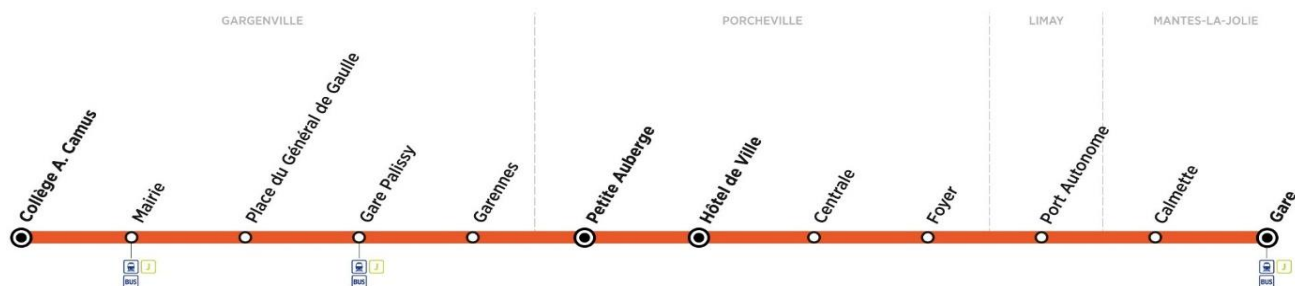 GARGENVILLE
PORCHEVILLE
LIMAY
MANTES-LA-JOLIE
Collège A. Camus
Mairie
Place du Général de Gaulle
Gare Palissy
Garennes
Petite Auberge
Hôtel de Ville
Centrale
Foyer
Port Autonome
Calmette
Gare
J
BUS
J
BUS
J
BUS